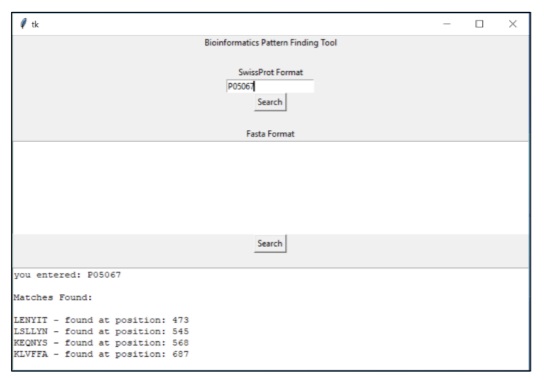 tk
Bioinformatics Pattern Finding Tool
SwissProt Format
P05067
Search
Fasta Format
Search
you entered: P05067
Matches Found:
LENYIT - found at position: 473
LSLLYN - found at position: 545
KEQNYS - found at position: 568
KLVFFA - found at position: 687